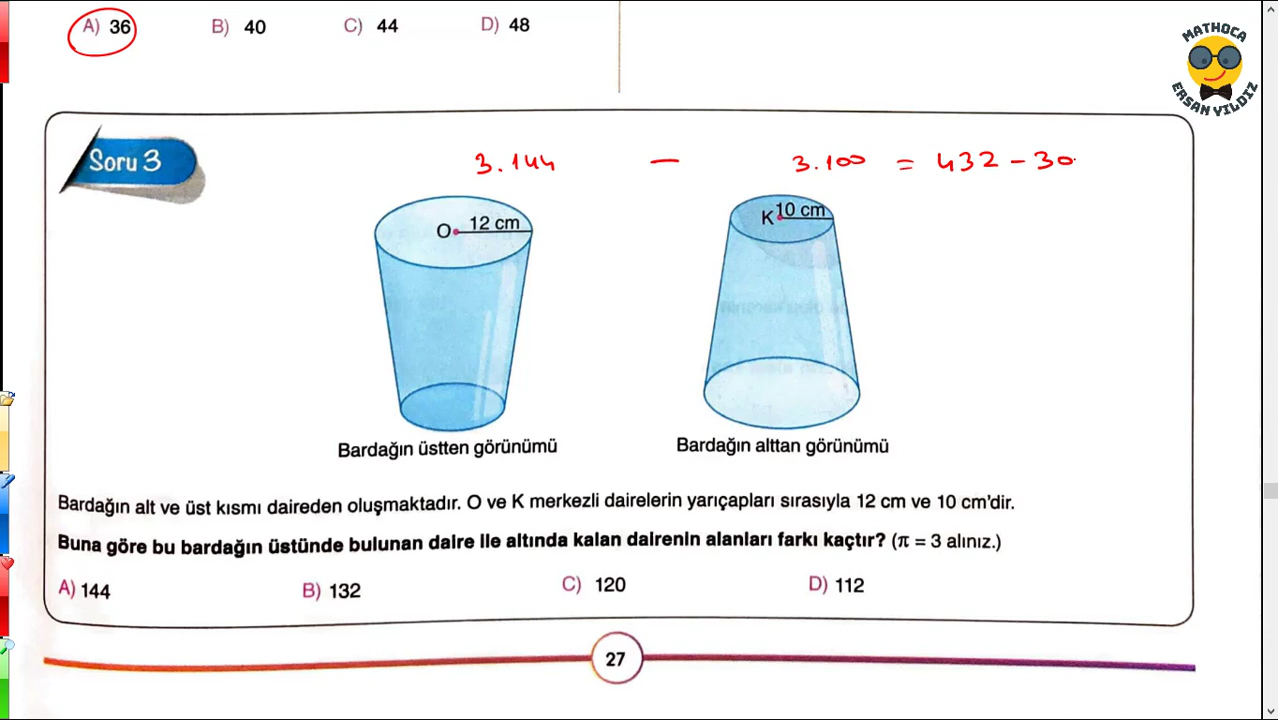 A) 36 B) 40 C) 44 D) 48
MATHOCA
ERSAN YILDIZ
Soru 3
3.144 — 3.100 = 432 - 30
O 12 cm
K 10 cm
Bardağın üstten görünümü
Bardağın alttan görünümü
Bardağın alt ve üst kısmı daireden oluşmaktadır. O ve K merkezli dairelerin yarıçapları sırasıyla 12 cm ve 10 cm'dir.
Buna göre bu bardağın üstünde bulunan daire ile altında kalan dairenin alanları farkı kaçtır? (π = 3 alınız.)
A) 144 B) 132 C) 120 D) 112
27